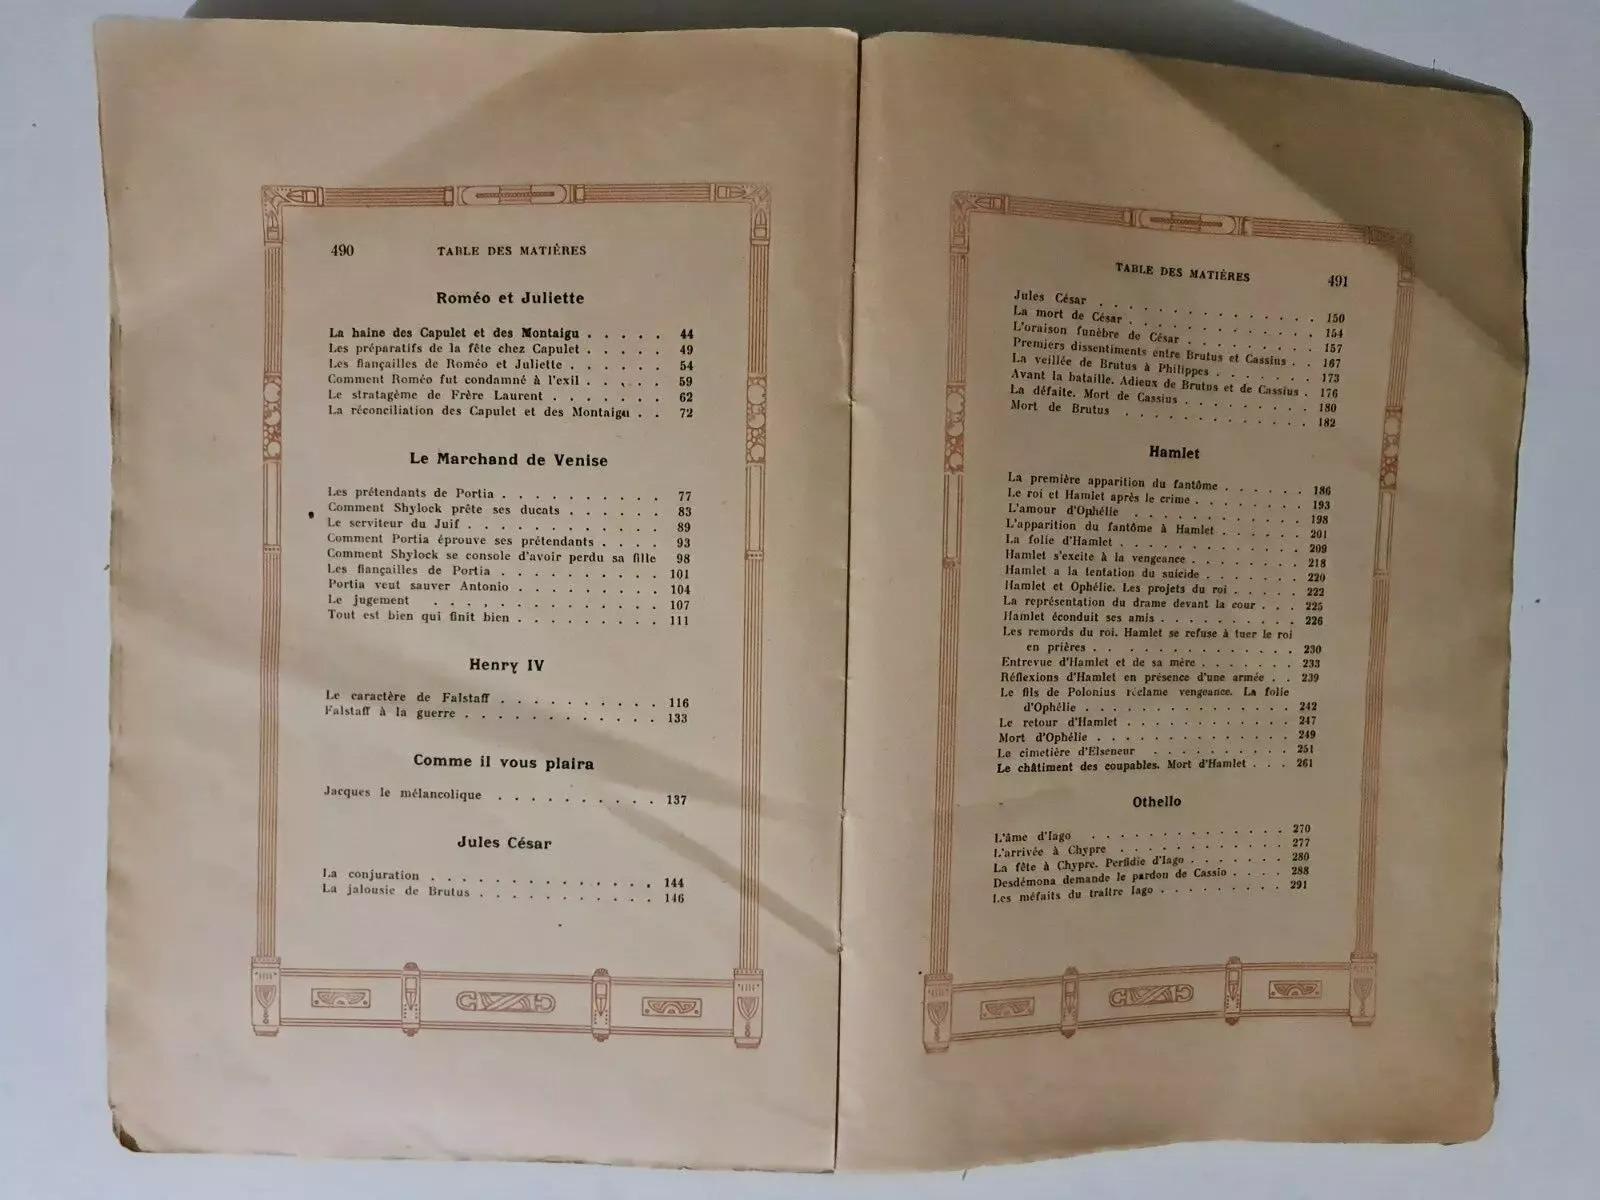 490 TABLE DES MATIÈRES
Roméo et Juliette
La haine des Capulet et des Montaigu . . . . . 44
Les préparatifs de la fête chez Capulet . . . . . 49
Les fiançailles de Roméo et Juliette . . . . . . 54
Comment Roméo fut condamné à l'exil . . . . . 59
Le stratagème de Frère Laurent . . . . . . . 62
La réconciliation des Capulet et des Montaigu . . 72
Le Marchand de Venise
Les prétendants de Portia . . . . . . . . . . 77
Comment Shylock prête ses ducats . . . . . . 83
Le serviteur du Juif . . . . . . . . . . . . 89
Comment Portia éprouve ses prétendants . . . . 93
Comment Shylock se console d'avoir perdu sa fille 98
Les fiançailles de Portia . . . . . . . . . . 101
Portia veut sauver Antonio . . . . . . . . . 104
Le jugement . . . . . . . . . . . . . . 107
Tout est bien qui finit bien . . . . . . . . . 111
Henry IV
Le caractère de Falstaff . . . . . . . . . . 116
Falstaff à la guerre . . . . . . . . . . . . 133
Comme il vous plaira
Jacques le mélancolique . . . . . . . . . . 137
Jules César
La conjuration . . . . . . . . . . . . . . 144
La jalousie de Brutus . . . . . . . . . . . 146
TABLE DES MATIÈRES 491
Jules César . . . . . . . . . . . . . . 150
La mort de César . . . . . . . . . . . . 154
L'oraison funèbre de César . . . . . . . . . 157
Premiers dissentiments entre Brutus et Cassius . . 167
La veillée de Brutus à Philippes . . . . . . . 173
Avant la bataille. Adieux de Brutus et de Cassius . 176
La défaite. Mort de Cassius . . . . . . . . . 180
Mort de Brutus . . . . . . . . . . . . . 182
Hamlet
La première apparition du fantôme . . . . . . 186
Le roi et Hamlet après le crime . . . . . . . . 193
L'amour d'Ophélie . . . . . . . . . . . . 198
L'apparition du fantôme à Hamlet . . . . . . 201
La folie d'Hamlet . . . . . . . . . . . . . 209
Hamlet s'excite à la vengeance . . . . . . . . 218
Hamlet a la tentation du suicide . . . . . . . 220
Hamlet et Ophélie. Les projets du roi . . . . . 222
La représentation du drame devant la cour . . . 225
Hamlet éconduit ses amis . . . . . . . . . . 226
Les remords du roi. Hamlet se refuse à tuer le roi
en prières . . . . . . . . . . . . . . 230
Entrevue d'Hamlet et de sa mère . . . . . . . 233
Réflexions d'Hamlet en présence d'une armée . . 239
Le fils de Polonius réclame vengeance. La folie
d'Ophélie . . . . . . . . . . . . . . . 242
Le retour d'Hamlet . . . . . . . . . . . . 247
Mort d'Ophélie . . . . . . . . . . . . . . 249
Le cimetière d'Elseneur . . . . . . . . . . 251
Le châtiment des coupables. Mort d'Hamlet . . . 261
Othello
L'âme d'Iago . . . . . . . . . . . . . . 270
L'arrivée à Chypre . . . . . . . . . . . . 277
La fête à Chypre. Perfidie d'Iago . . . . . . . 280
Desdémona demande le pardon de Cassio . . . . 288
Les méfaits du traître Iago . . . . . . . . . 291